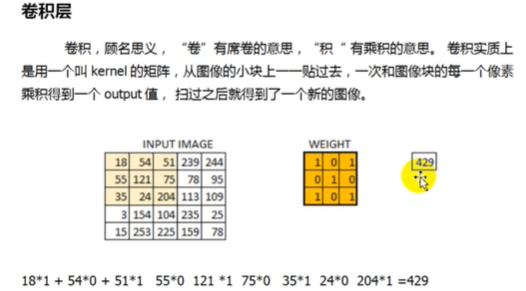 卷积层
卷积，顾名思义， “卷”有席卷的意思，“积 “ 有乘积的意思。 卷积实质上
是用一个叫 kernel 的矩阵，从图像的小块上一一贴过去，一次和图像块的每一个像素
乘积得到一个 output 值， 扫过之后就得到了一个新的图像。
INPUT IMAGE WEIGHT
18 54 51 239 244 1 0 1 429
55 121 75 78 95 0 1 0
35 24 204 113 109 1 0 1
3 154 104 235 25
15 253 225 159 78
18*1 + 54*0 + 51*1 55*0 121 *1 75*0 35*1 24*0 204*1 =429